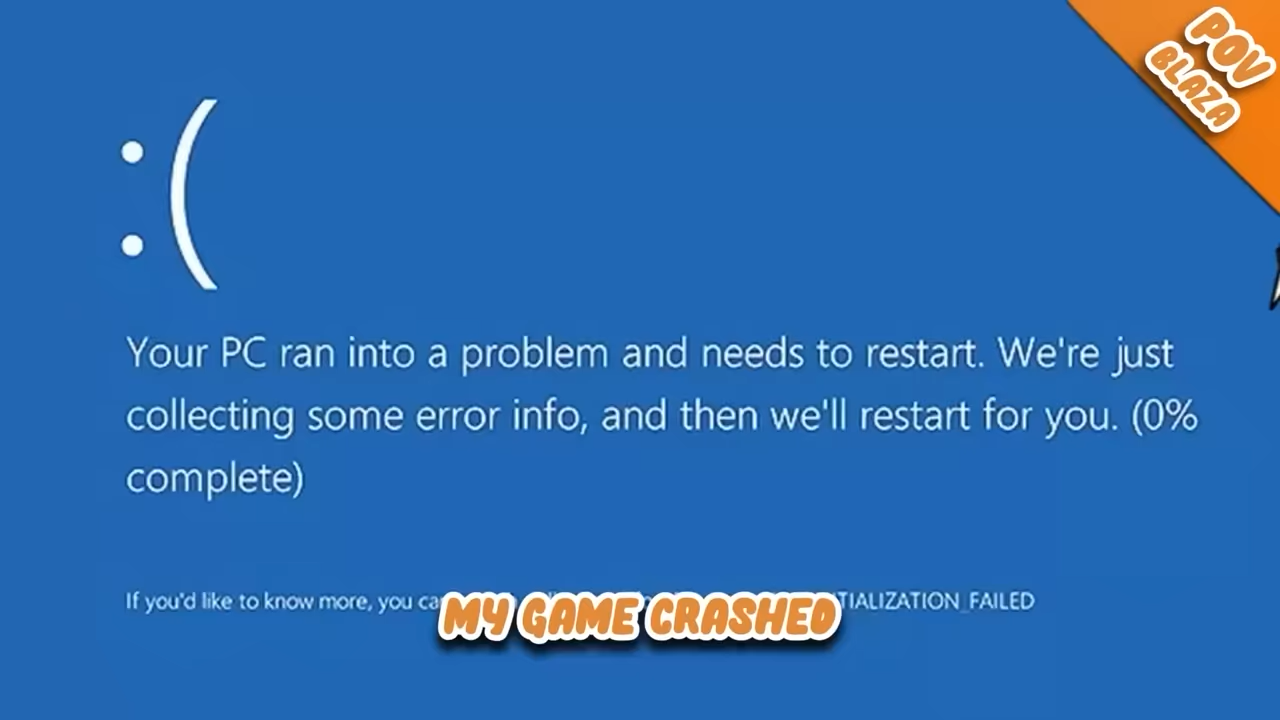 POV
BLAZA
:(
Your PC ran into a problem and needs to restart. We're just
collecting some error info, and then we'll restart for you. (0%
complete)
If you'd like to know more, you TIALIZATION_FAILED
MY GAME CRASHED